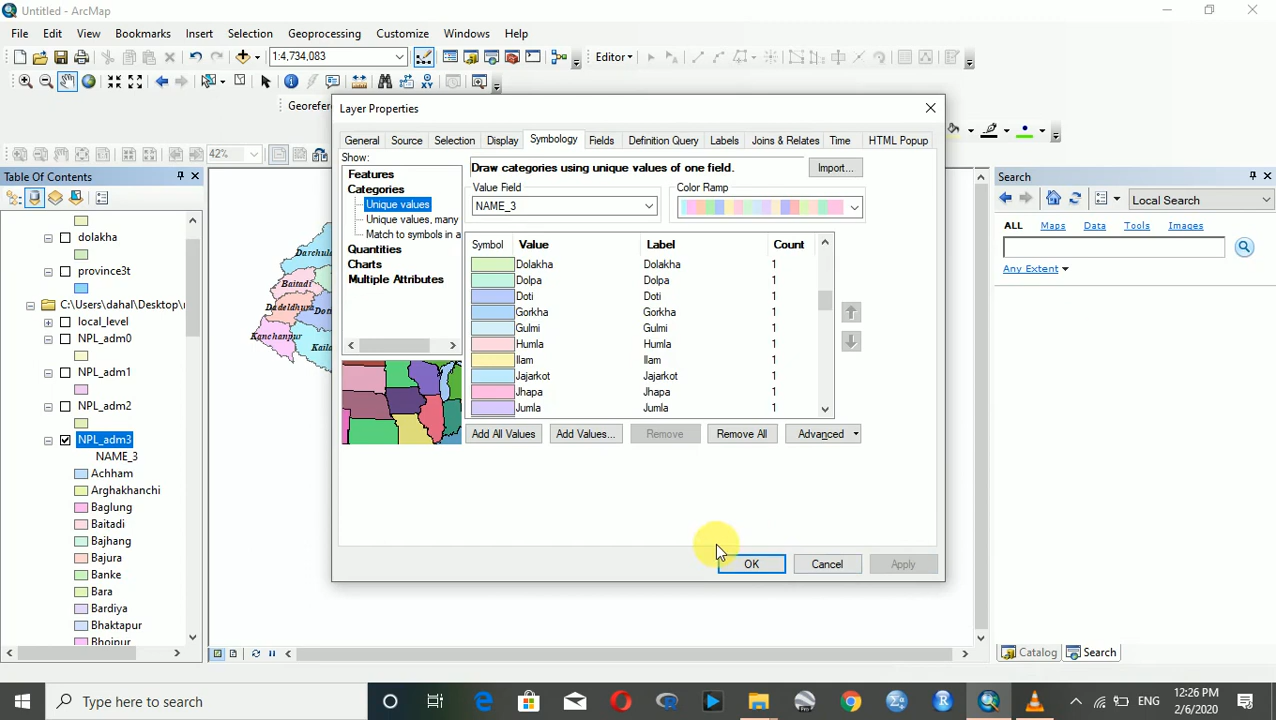 Untitled - ArcMap
File Edit View Bookmarks Insert Selection Geoprocessing Customize Windows Help
1:4,734,083
Editor
Georefe
42%
Table Of Contents
dolakha
province3t
C:\Users\dahal\Desktop\
local_level
NPL_adm0
NPL_adm1
NPL_adm2
NPL_adm3
NAME_3
Achham
Arghakhanchi
Baglung
Baitadi
Bajhang
Bajura
Banke
Bara
Bardiya
Bhaktapur
Bhojpur
Darchul
Baitadi
Dadeldhura
Doti
Kanchanpur
Kail
Layer Properties
General Source Selection Display Symbology Fields Definition Query Labels Joins & Relates Time HTML Popup
Show:
Features
Categories
Unique values
Unique values, many
Match to symbols in a
Quantities
Charts
Multiple Attributes
Draw categories using unique values of one field.
Import...
Value Field
NAME_3
Color Ramp
Symbol Value Label Count
Dolakha Dolakha 1
Dolpa Dolpa 1
Doti Doti 1
Gorkha Gorkha 1
Gulmi Gulmi 1
Humla Humla 1
Ilam Ilam 1
Jajarkot Jajarkot 1
Jhapa Jhapa 1
Jumla Jumla 1
Add All Values Add Values... Remove Remove All Advanced
OK Cancel Apply
Search
Local Search
ALL Maps Data Tools Images
Any Extent
Catalog Search
Type here to search
ENG
12:26 PM
2/6/2020